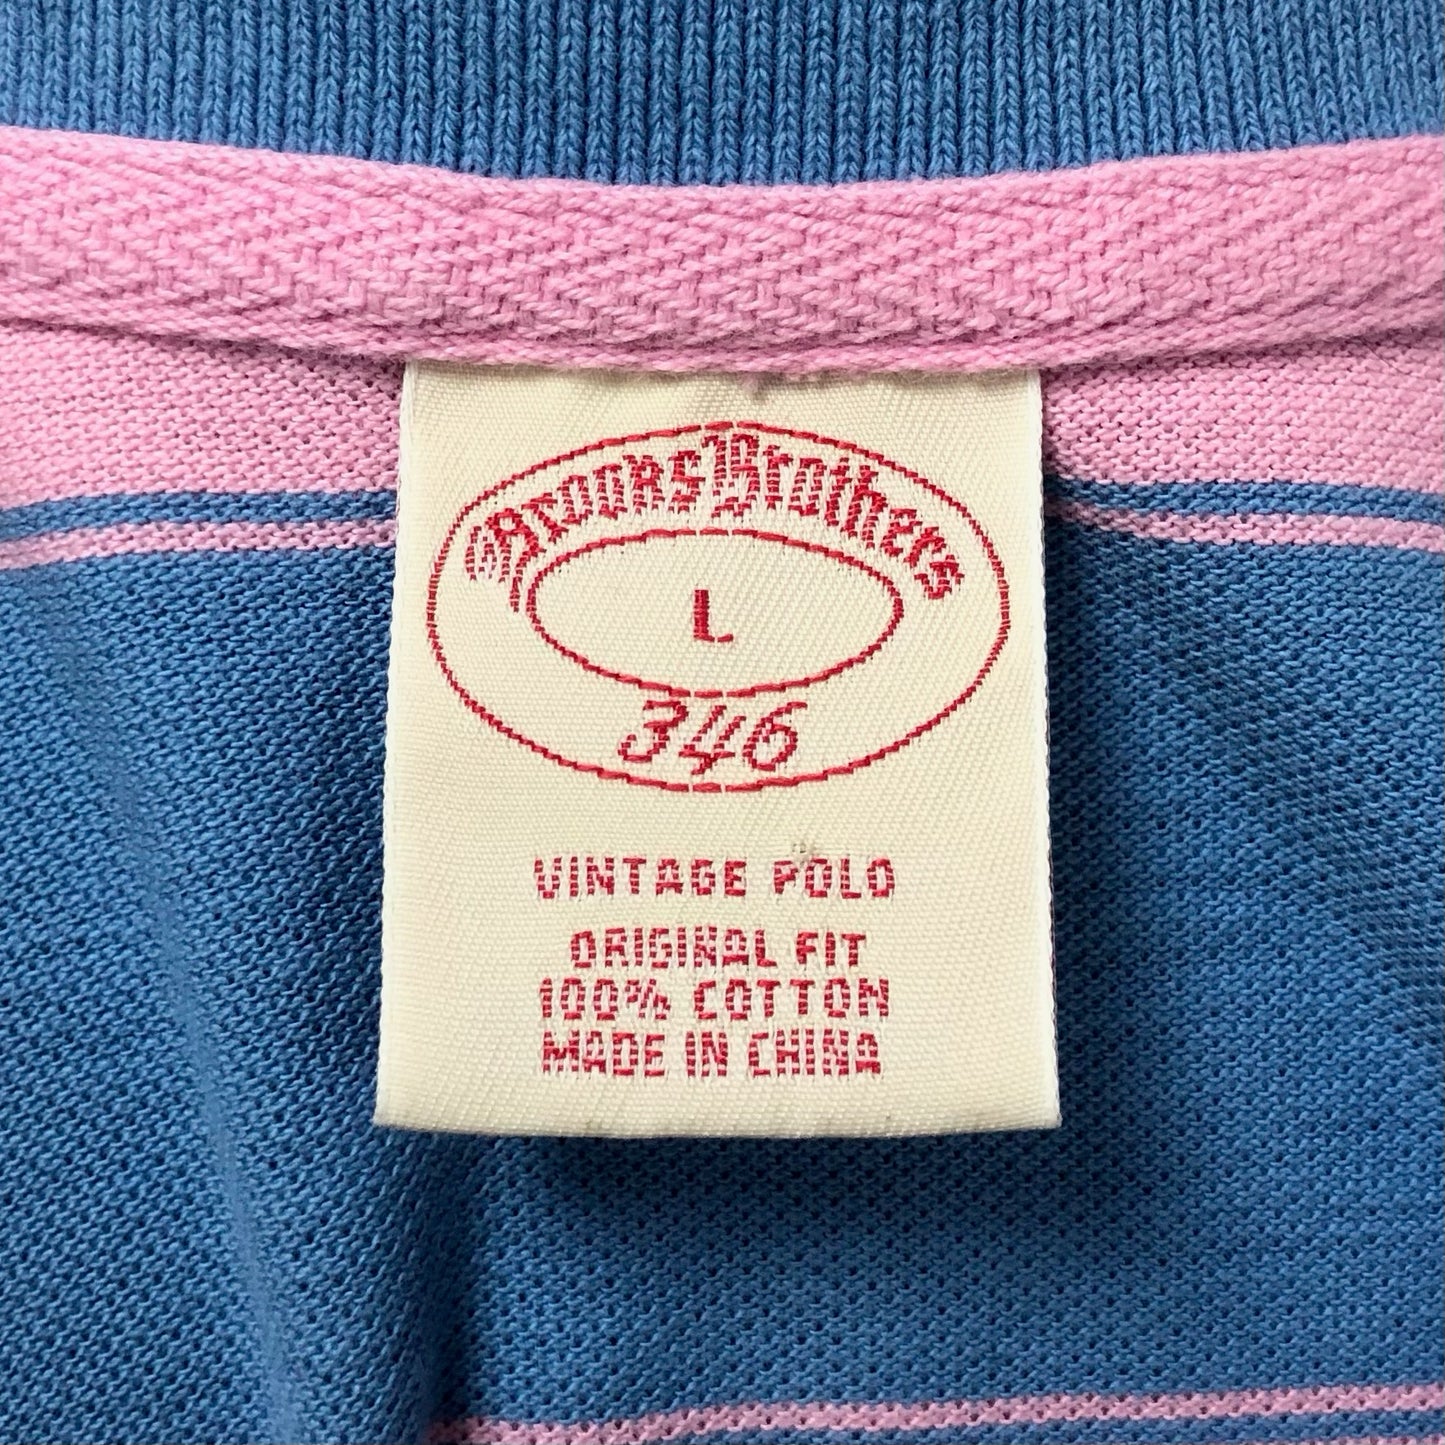 Brooks Brothers
L
346
VINTAGE POLO
ORIGINAL FIT
100% COTTON
MADE IN CHINA